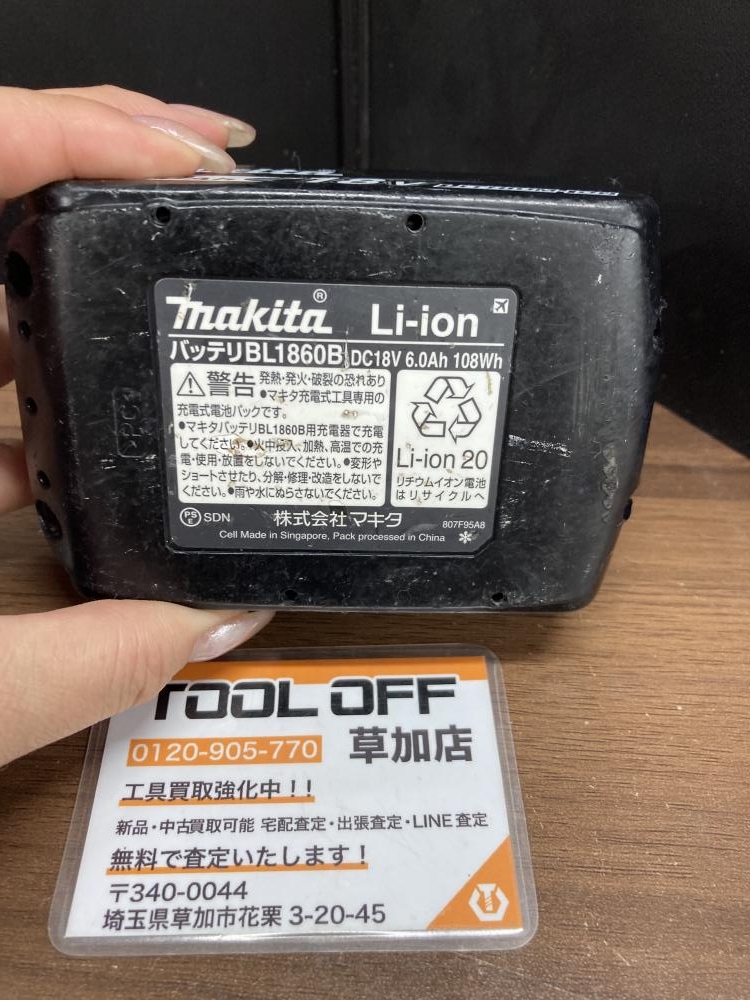 18V
makita® Li-ion
バッテリBL1860B DC18V 6.0Ah 108Wh
警告 発熱・発火・破裂の恐れあり
●マキタ充電式工具専用の
充電式電池パックです。
●マキタバッテリBL1860B用充電器で充電
してください。●火中投入、加熱、高温での充
電・使用・放置をしないでください。●変形や
ショートさせたり、分解・修理・改造をしないで
ください。●雨や水にぬらさないでください。
Li-ion 20
リチウムイオン電池
はリサイクルへ
PSE SDN 株式会社マキタ 807F95A8
Cell Made in Singapore, Pack processed in China
TOOL OFF
0120-905-770 草加店
工具買取強化中!!
新品・中古買取可能 宅配査定・出張査定・LINE査定
無料で査定いたします!
〒340-0044
埼玉県草加市花栗 3-20-45